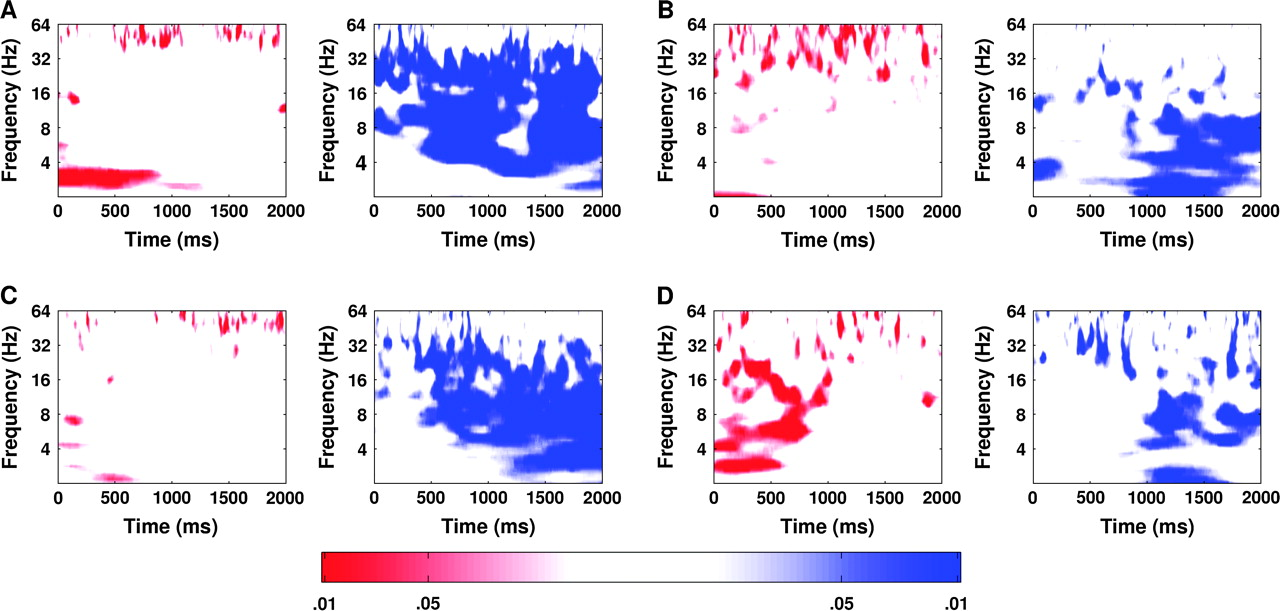 A B
64 64 64 64
32 32 32 32
16 16 16 16
8 8 8 8
4 4 4 4
Frequency (Hz) Frequency (Hz) Frequency (Hz) Frequency (Hz)
0 500 1000 1500 2000 0 500 1000 1500 2000 0 500 1000 1500 2000 0 500 1000 1500 2000
Time (ms) Time (ms) Time (ms) Time (ms)
C D
64 64 64 64
32 32 32 32
16 16 16 16
8 8 8 8
4 4 4 4
Frequency (Hz) Frequency (Hz) Frequency (Hz) Frequency (Hz)
0 500 1000 1500 2000 0 500 1000 1500 2000 0 500 1000 1500 2000 0 500 1000 1500 2000
Time (ms) Time (ms) Time (ms) Time (ms)
.01 .05 .05 .01